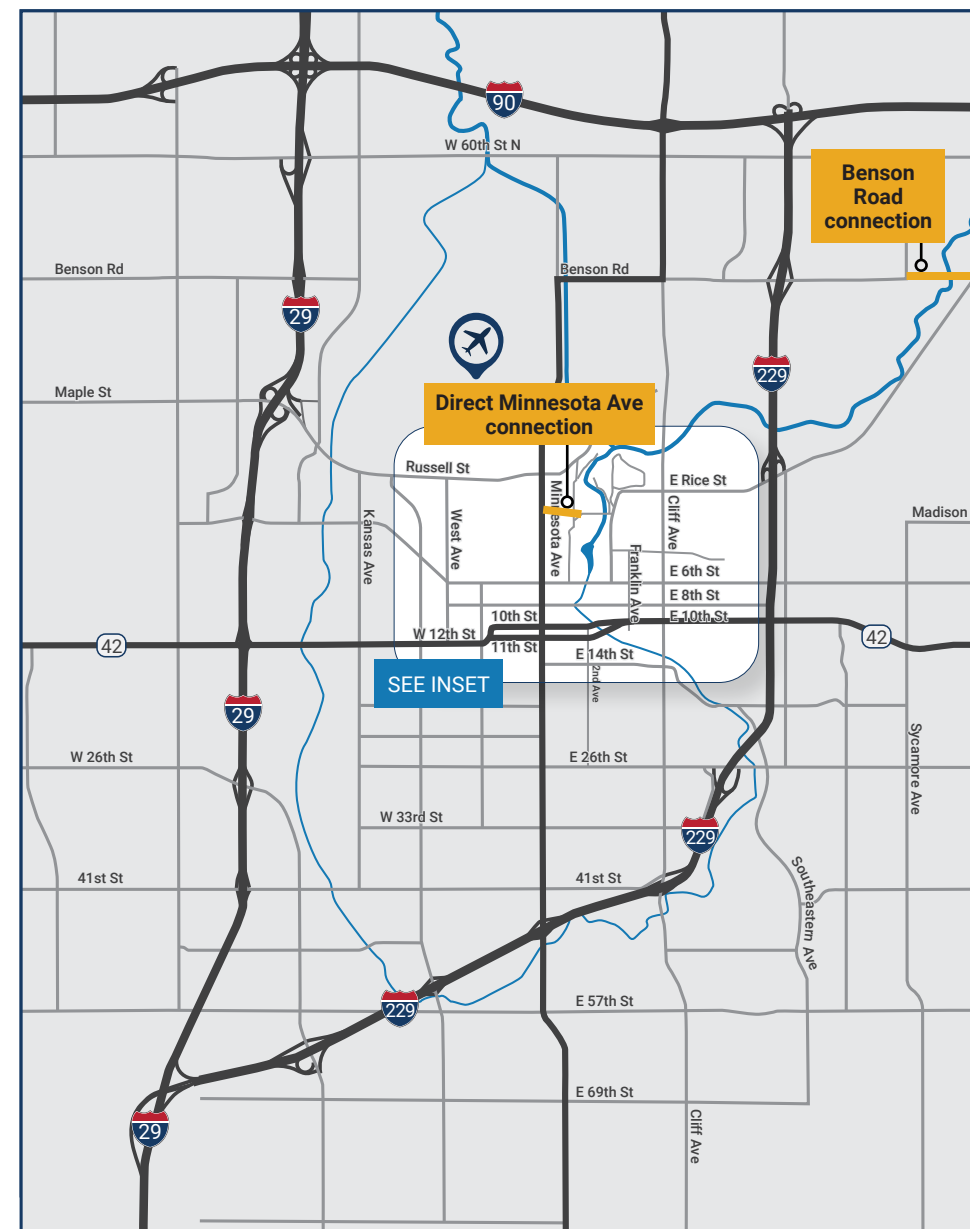 90
W 60th St N
Benson
Road
connection
Benson Rd
Benson Rd
29
229
Maple St
Direct Minnesota Ave
connection
Russell St
E Rice St
Kansas Ave
West Ave
Minnesota Ave
Cliff Ave
Madison
Franklin Ave
E 6th St
E 8th St
10th St
E 10th St
W 12th St
42
42
11th St
E 14th St
2nd Ave
SEE INSET
29
W 26th St
E 26th St
Sycamore Ave
W 33rd St
229
41st St
41st St
Southeastern Ave
E 57th St
229
E 69th St
29
Cliff Ave